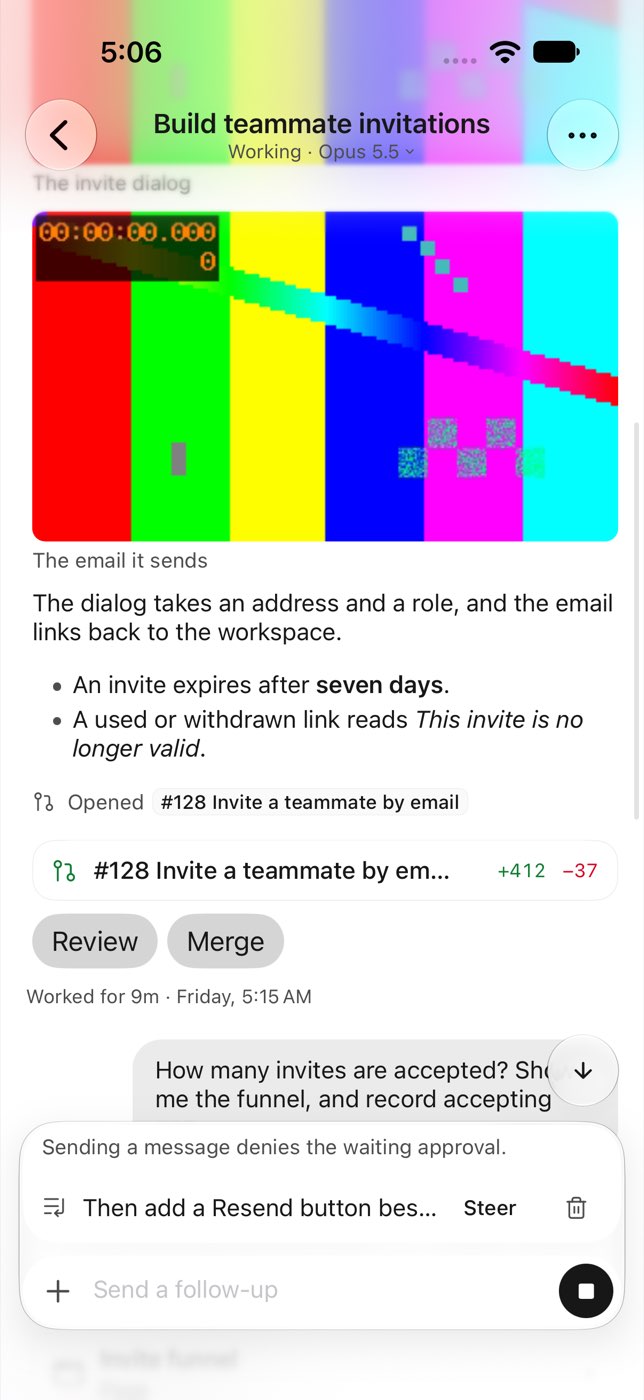 5:06
Build teammate invitations
Working · Opus 5.5
The invite dialog
00:00:00.000
0
The email it sends
The dialog takes an address and a role, and the email
links back to the workspace.
• An invite expires after seven days.
• A used or withdrawn link reads This invite is no
longer valid.
Opened #128 Invite a teammate by email
#128 Invite a teammate by em... +412 −37
Review Merge
Worked for 9m · Friday, 5:15 AM
How many invites are accepted? Sho
me the funnel, and record accepting
Sending a message denies the waiting approval.
Then add a Resend button bes... Steer
Send a follow-up
Invite funnel